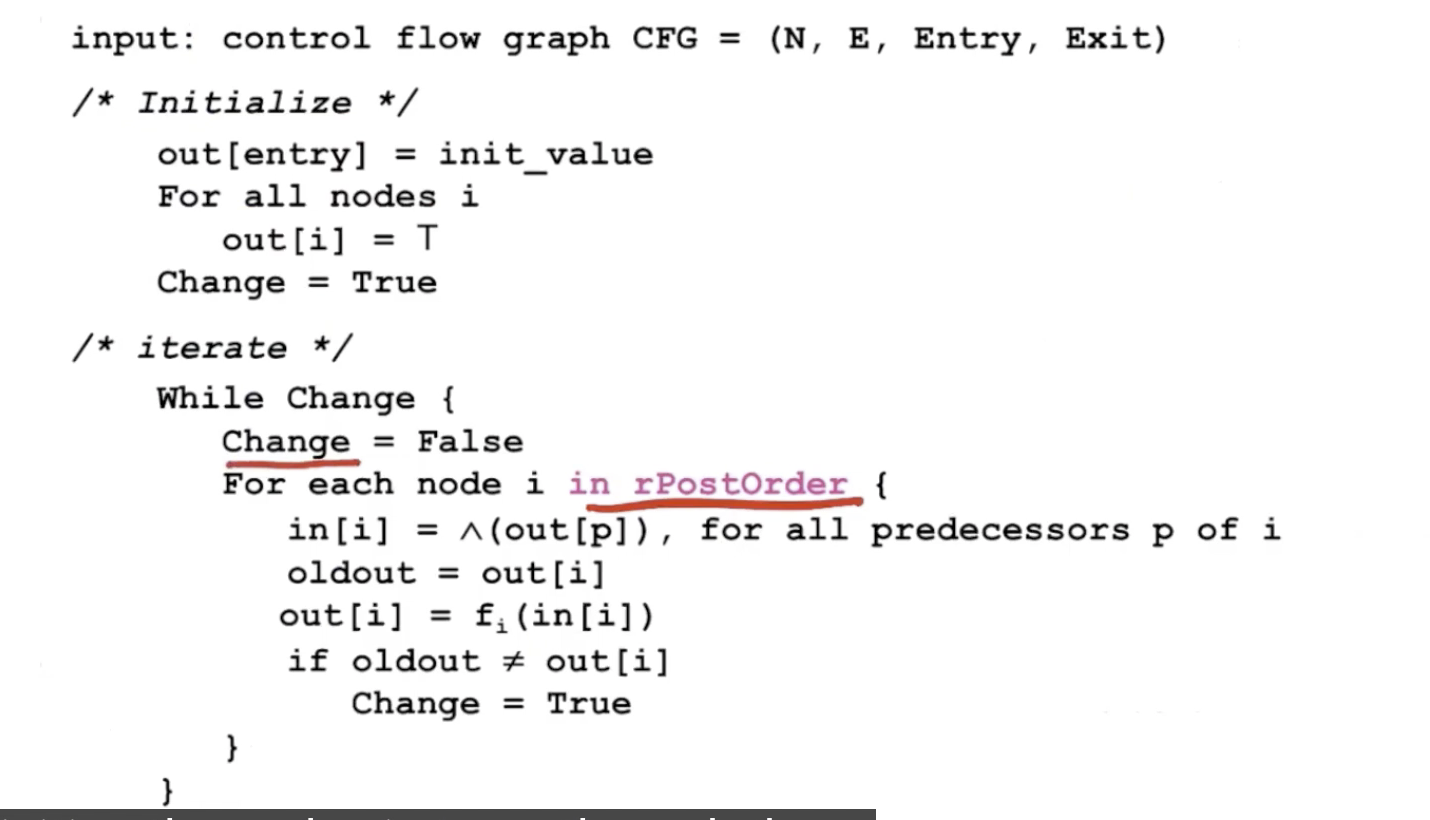 input: control flow graph CFG = (N, E, Entry, Exit)
/* Initialize */
out[entry] = init_value
For all nodes i
out[i] = T
Change = True
/* iterate */
While Change {
Change = False
For each node i in rPostOrder {
in[i] = ∧(out[p]), for all predecessors p of i
oldout = out[i]
out[i] = fᵢ(in[i])
if oldout ≠ out[i]
Change = True
}
}